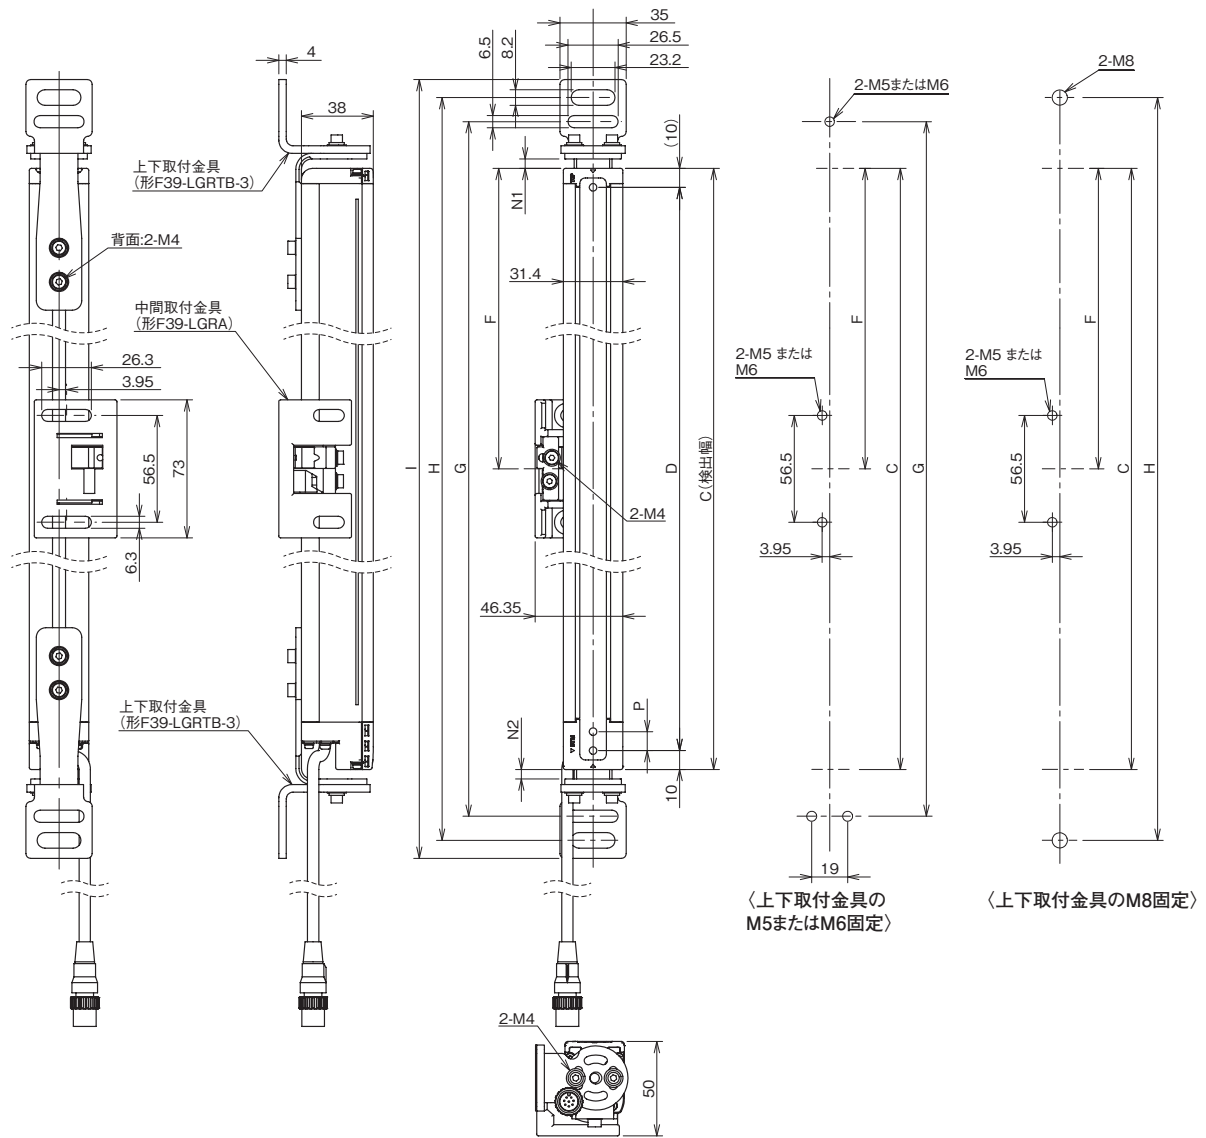 35
26.5
23.2
6.5
8.2
4
38
2-M8
2-M5またはM6
(10)
上下取付金具
(形F39-LGRTB-3)
N1
背面:2-M4
31.4
中間取付金具
(形F39-LGRA)
F
F
F
26.3
3.95
2-M5 または
M6
2-M5 または
M6
56.5
73
I
H
G
D
C(検出幅)
56.5
C
G
56.5
C
H
2-M4
6.3
3.95
3.95
46.35
上下取付金具
(形F39-LGRTB-3)
N2
P
10
19
〈上下取付金具の
M5またはM6固定〉
〈上下取付金具のM8固定〉
2-M4
50